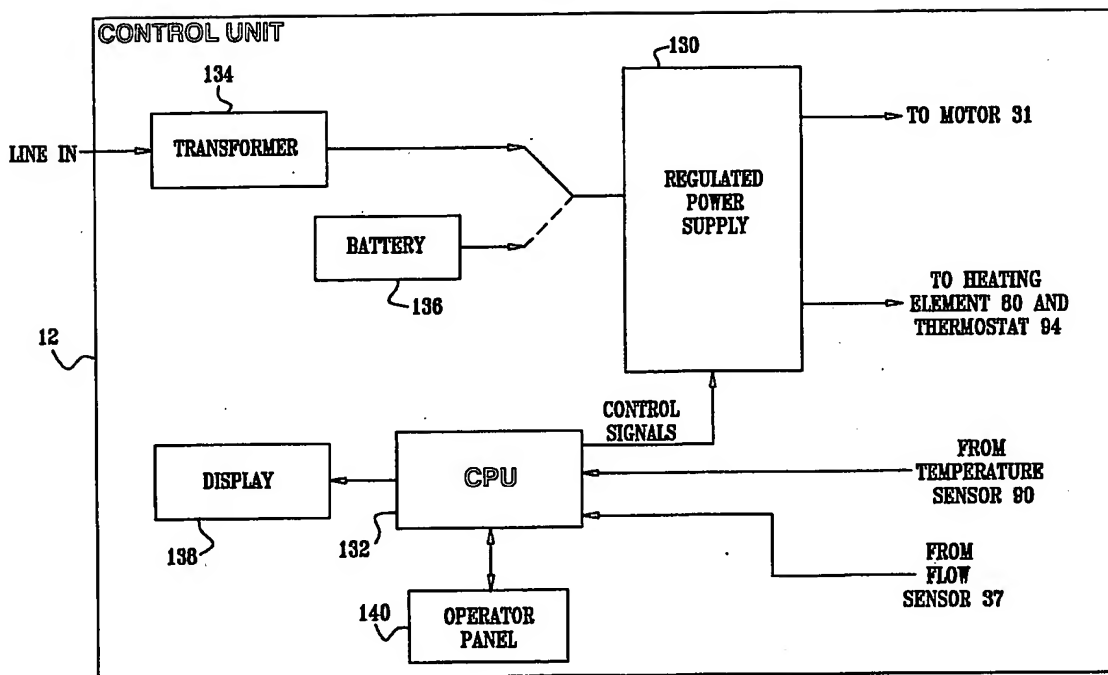 CONTROL UNIT
134
130
LINE IN
TRANSFORMER
TO MOTOR 31
REGULATED
POWER
SUPPLY
BATTERY
136
TO HEATING
ELEMENT 80 AND
THERMOSTAT 94
12
CONTROL
SIGNALS
DISPLAY
138
CPU
132
FROM
TEMPERATURE
SENSOR 90
FROM
FLOW
SENSOR 37
140
OPERATOR
PANEL